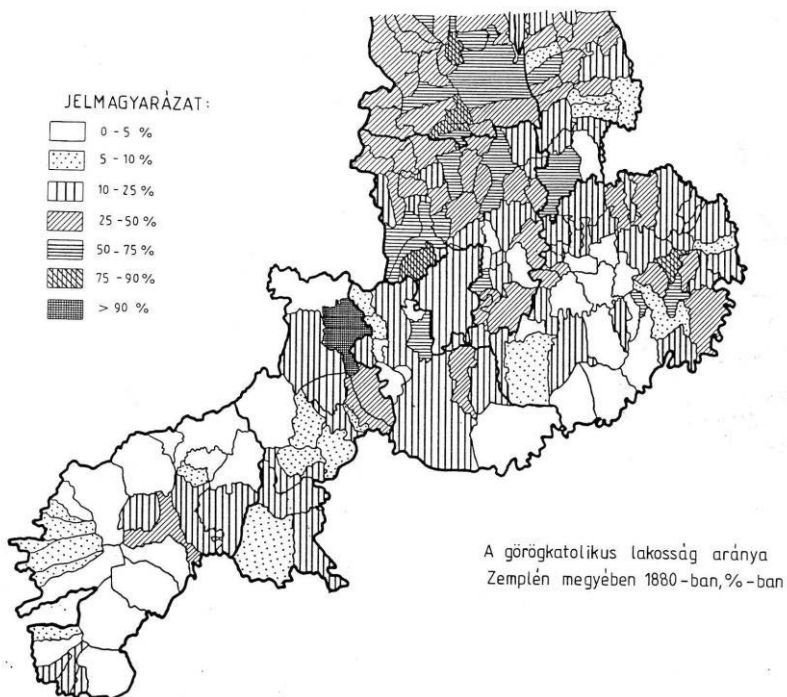 JELMAGYARÁZAT:
0-5 %
5-10 %
10-25 %
25-50 %
50-75 %
75-90 %
> 90 %
A görögkatolikus lakosság aránya
Zemplén megyében 1880-ban, %-ban